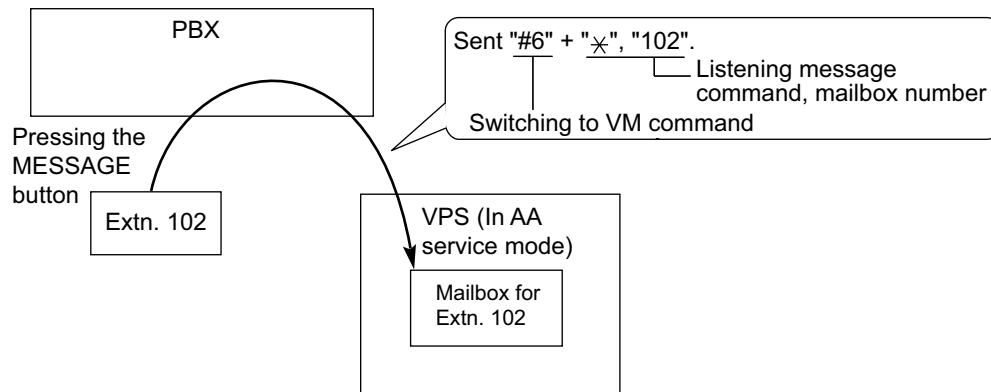 PBX
Sent "#6" + "⚹", "102".
Listening message
command, mailbox number
Switching to VM command
Pressing the
MESSAGE
button
Extn. 102
VPS (In AA
service mode)
Mailbox for
Extn. 102